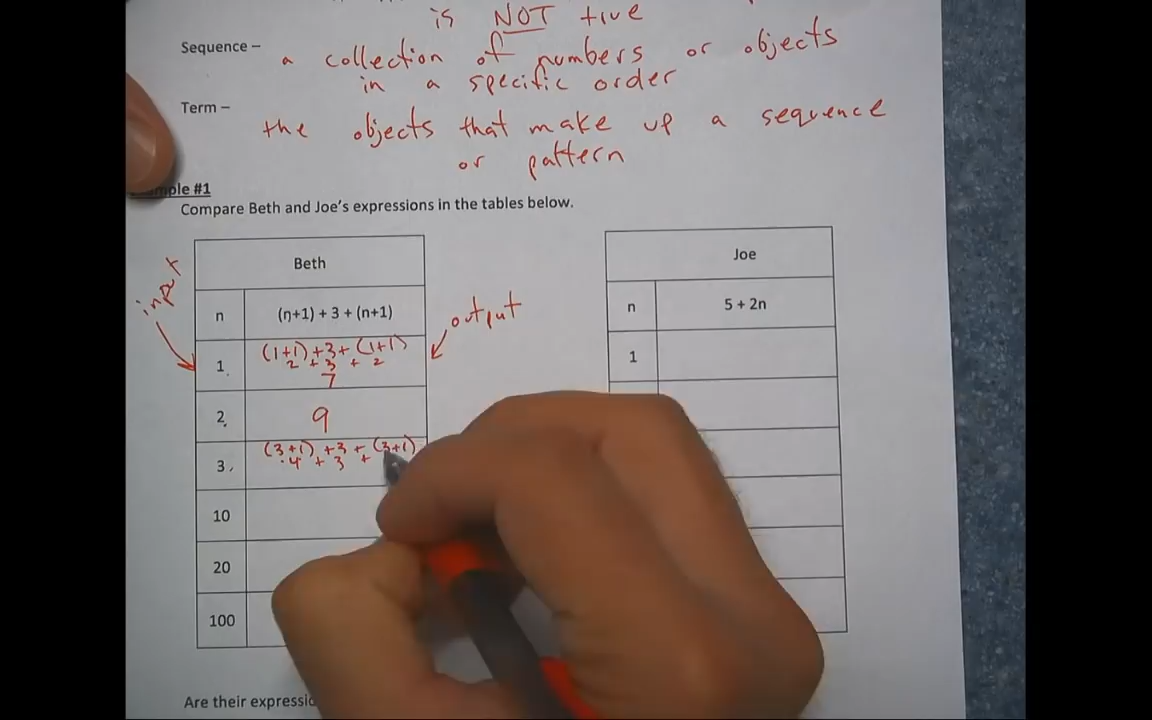 is NOT true
Sequence – a collection of numbers or objects
in a specific order
Term – the objects that make up a sequence
or pattern
ple #1
Compare Beth and Joe's expressions in the tables below.
input
output
Beth
n (n+1) + 3 + (n+1)
1 (1+1) +3+ (1+1)
2 + 3 + 2
7
2 9
3 (3+1) +3+ (3+1)
4 + 3 +
10
20
100
Joe
n 5 + 2n
1
Are their